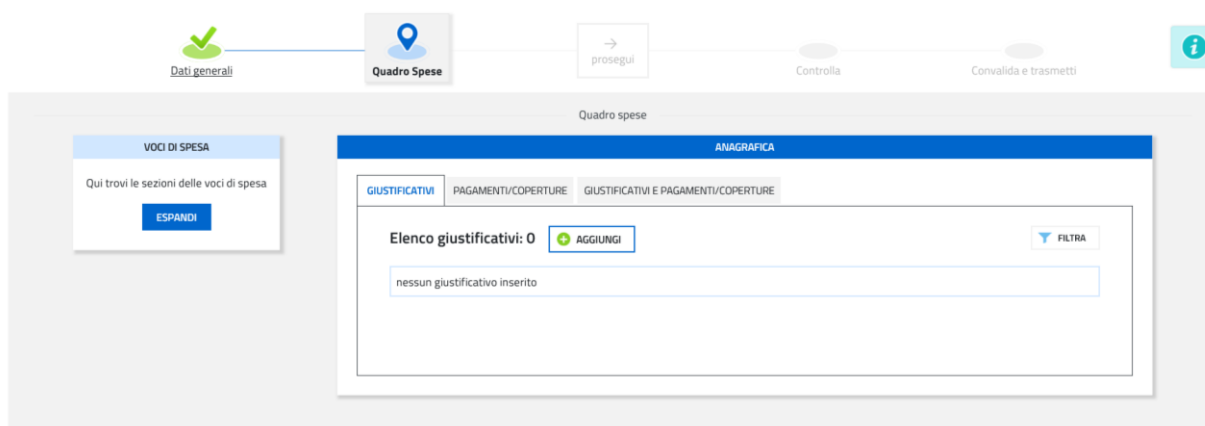 Dati generali
Quadro Spese
prosegui
Controlla
Convalida e trasmetti
Quadro spese
VOCI DI SPESA
Qui trovi le sezioni delle voci di spesa
ESPANDI
ANAGRAFICA
GIUSTIFICATIVI
PAGAMENTI/COPERTURE
GIUSTIFICATIVI E PAGAMENTI/COPERTURE
Elenco giustificativi: 0
AGGIUNGI
FILTRA
nessun giustificativo inserito